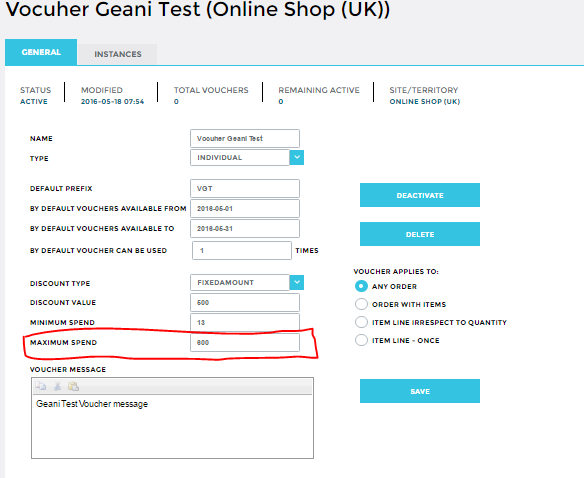 Vocuher Geani Test (Online Shop (UK))
GENERAL INSTANCES
STATUS MODIFIED TOTAL VOUCHERS REMAINING ACTIVE SITE/TERRITORY
ACTIVE 2016-05-18 07:54 0 0 ONLINE SHOP (UK)
NAME Vocuher Geani Test
TYPE INDIVIDUAL
DEFAULT PREFIX VGT
DEACTIVATE
BY DEFAULT VOUCHERS AVAILABLE FROM 2016-05-01
BY DEFAULT VOUCHERS AVAILABLE TO 2016-05-31
DELETE
BY DEFAULT VOUCHER CAN BE USED 1 TIMES
VOUCHER APPLIES TO:
DISCOUNT TYPE FIXEDAMOUNT ANY ORDER
DISCOUNT VALUE 500 ORDER WITH ITEMS
MINIMUM SPEND 13 ITEM LINE IRRESPECT TO QUANTITY
MAXIMUM SPEND 600 ITEM LINE - ONCE
VOUCHER MESSAGE
SAVE
Geani Test Voucher message